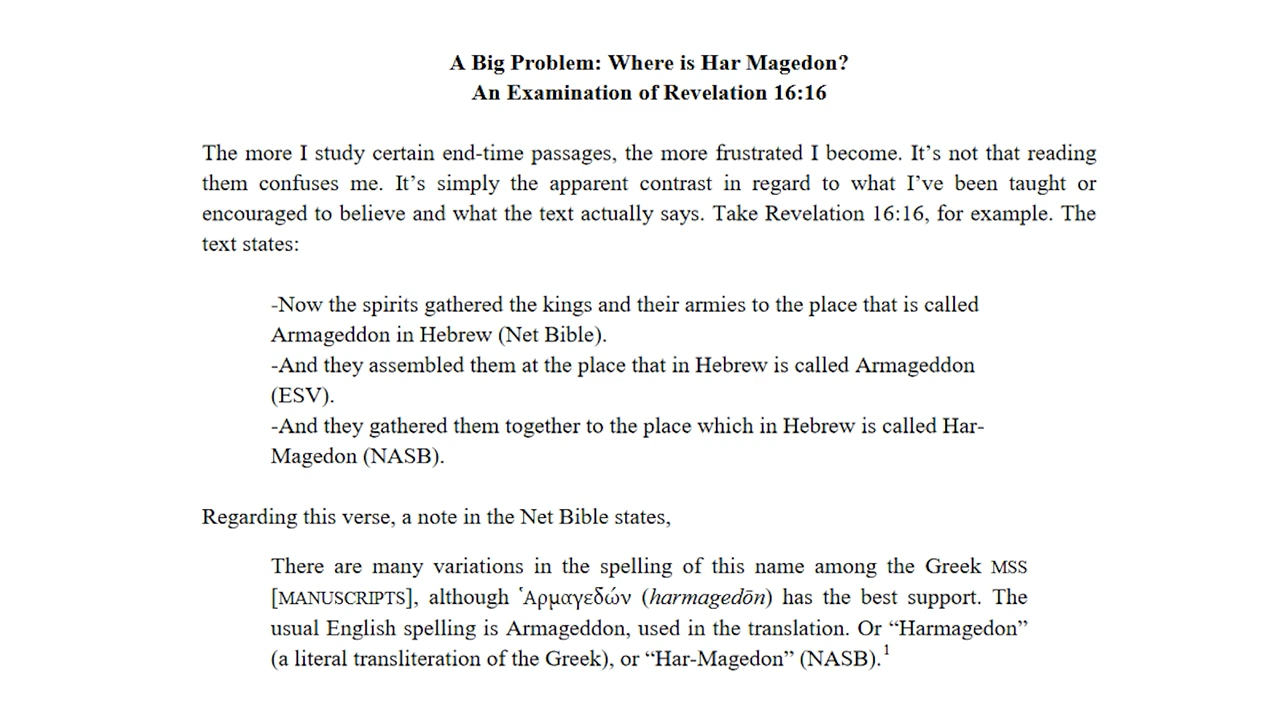 A Big Problem: Where is Har Magedon?
An Examination of Revelation 16:16
The more I study certain end-time passages, the more frustrated I become. It’s not that reading
them confuses me. It’s simply the apparent contrast in regard to what I’ve been taught or
encouraged to believe and what the text actually says. Take Revelation 16:16, for example. The
text states:
-Now the spirits gathered the kings and their armies to the place that is called
Armageddon in Hebrew (Net Bible).
-And they assembled them at the place that in Hebrew is called Armageddon
(ESV).
-And they gathered them together to the place which in Hebrew is called Har-
Magedon (NASB).
Regarding this verse, a note in the Net Bible states,
There are many variations in the spelling of this name among the Greek MSS
[MANUSCRIPTS], although Ἁρμαγεδών (harmagedōn) has the best support. The
usual English spelling is Armageddon, used in the translation. Or “Harmagedon”
(a literal transliteration of the Greek), or “Har-Magedon” (NASB).¹